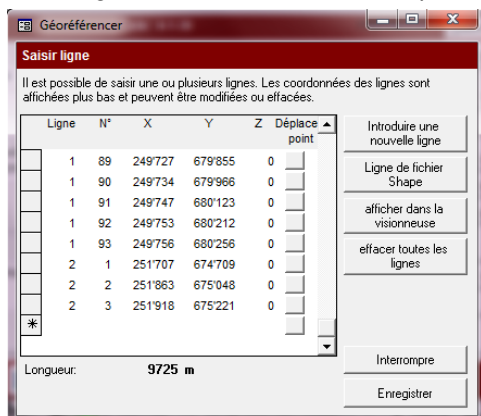 Géoréférencer
Saisir ligne
Il est possible de saisir une ou plusieurs lignes. Les coordonnées des lignes sont
affichées plus bas et peuvent être modifiées ou effacées.
Ligne N° X Y Z Déplace point
1 89 249'727 679'855 0
1 90 249'734 679'966 0
1 91 249'747 680'123 0
1 92 249'753 680'212 0
1 93 249'756 680'256 0
2 1 251'707 674'709 0
2 2 251'863 675'048 0
2 3 251'918 675'221 0
*
Longueur: 9725 m
Introduire une
nouvelle ligne
Ligne de fichier
Shape
afficher dans la
visionneuse
effacer toutes les
lignes
Interrompre
Enregistrer